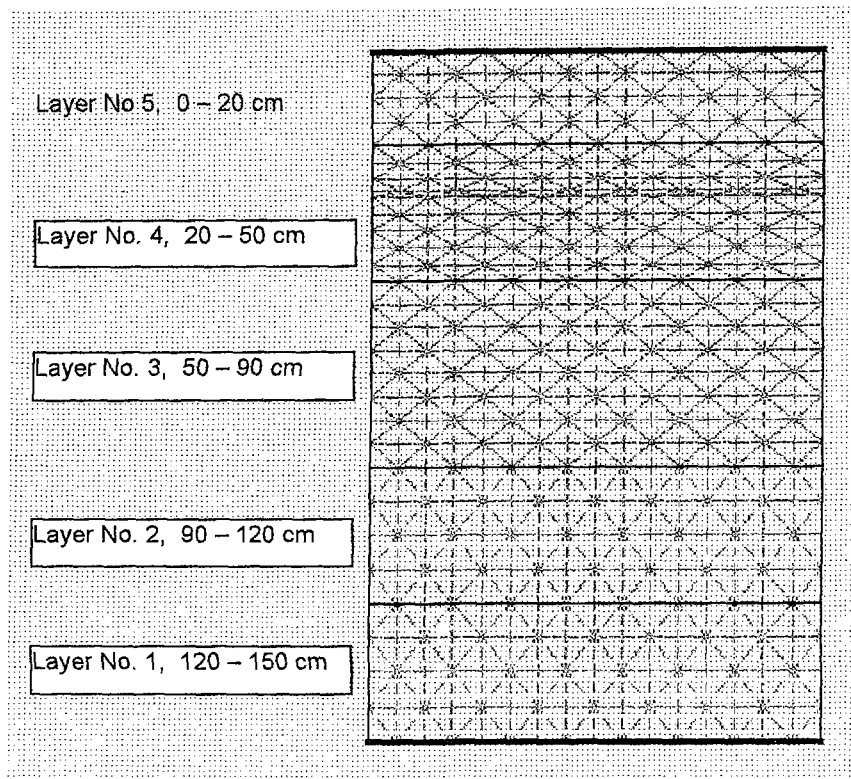 Layer No 5, 0 – 20 cm
Layer No. 4, 20 – 50 cm
Layer No. 3, 50 – 90 cm
Layer No. 2, 90 – 120 cm
Layer No. 1, 120 – 150 cm